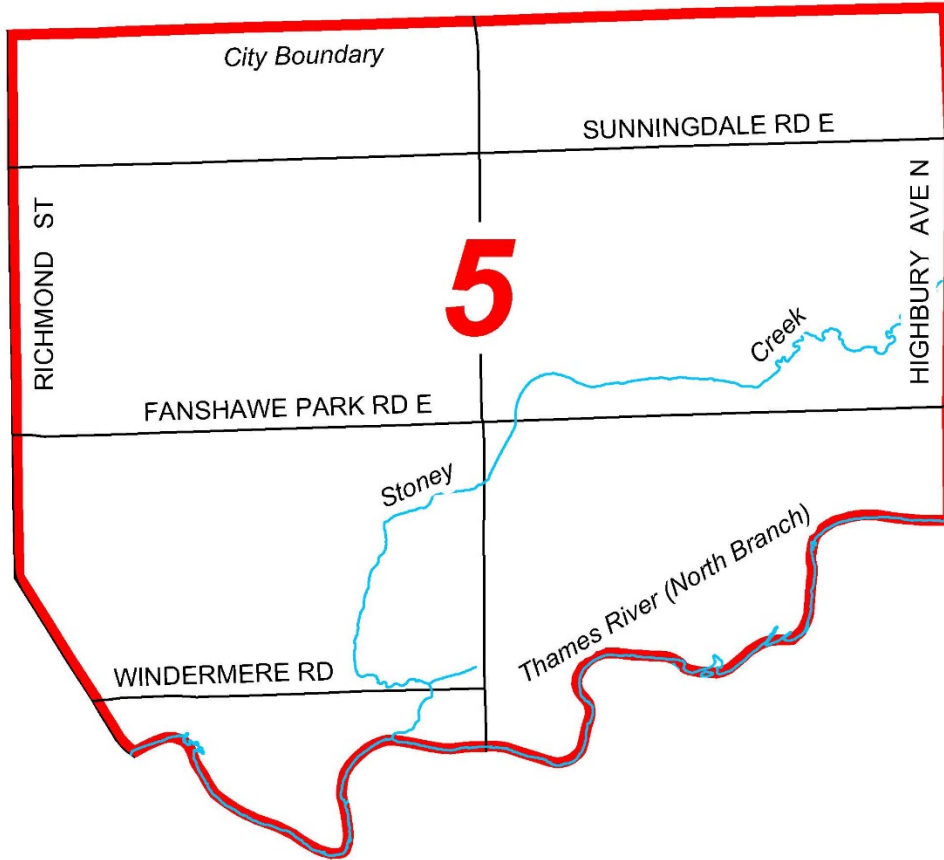 City Boundary
SUNNINGDALE RD E
RICHMOND ST
5
HIGHBURY AVE N
Creek
FANSHAWE PARK RD E
Stoney
Thames River (North Branch)
WINDERMERE RD